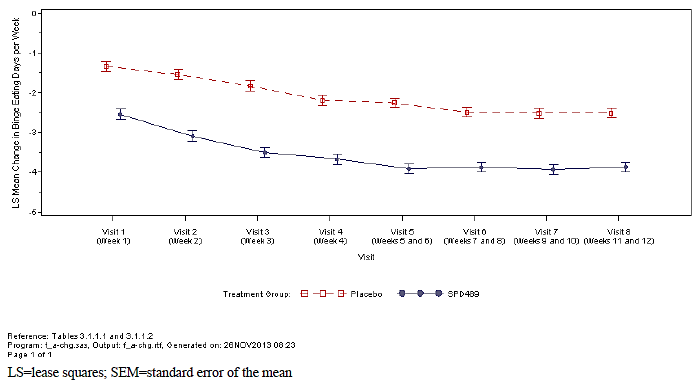 LS Mean Change in Binge Eating Days per Week
0
-1
-2
-3
-4
-5
Visit 1 Visit 2 Visit 3 Visit 4 Visit 5 Visit 6 Visit 7 Visit 8
(Week 1) (Week 2) (Week 3) (Week 4) (Weeks 5 and 6) (Weeks 7 and 8) (Weeks 9 and 10) (Weeks 11 and 12)
Visit
Treatment Group: Placebo SPD489
Reference: Tables 3.1.1.1 and 3.1.1.2
Program: f_a-chg.sas, Output: f_a-chg.rtf, Generated on: 26NOV2013 08:23
Page 1 of 1
LS=lease squares; SEM=standard error of the mean